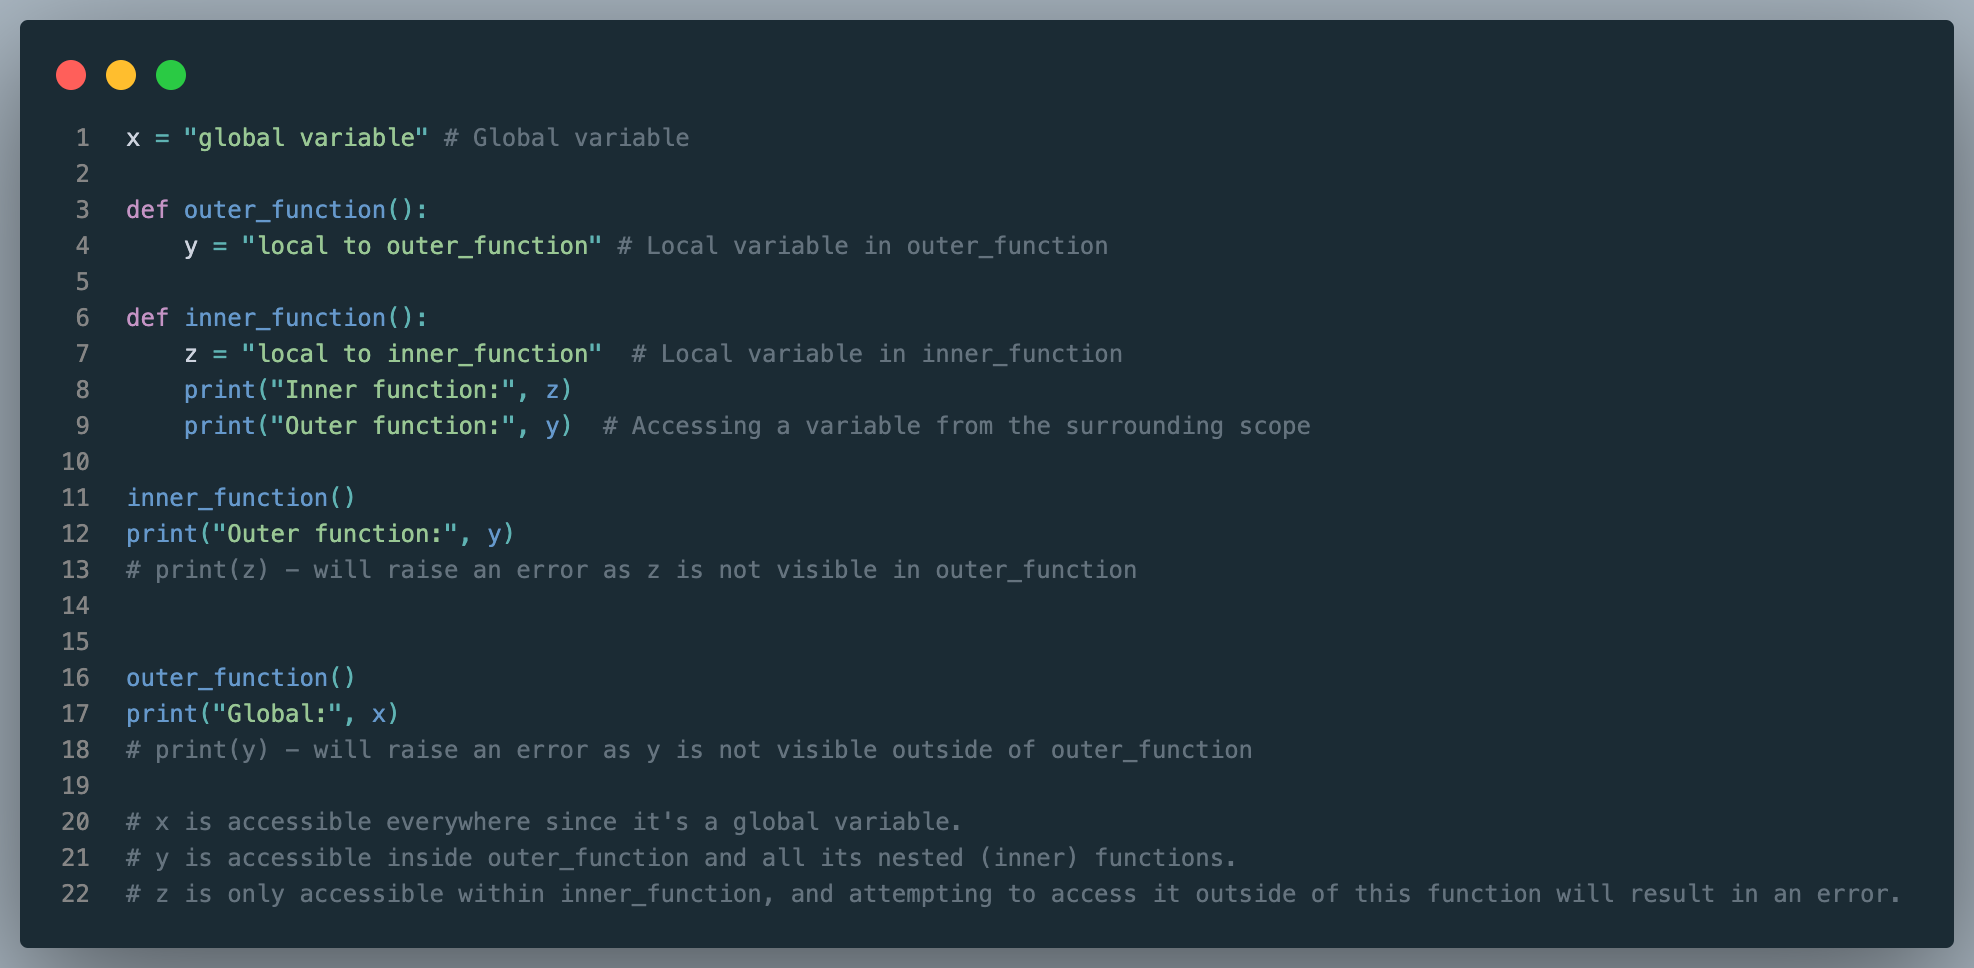 1 x = "global variable" # Global variable
2
3 def outer_function():
4     y = "local to outer_function" # Local variable in outer_function
5
6 def inner_function():
7     z = "local to inner_function"  # Local variable in inner_function
8     print("Inner function:", z)
9     print("Outer function:", y)  # Accessing a variable from the surrounding scope
10
11 inner_function()
12 print("Outer function:", y)
13 # print(z) – will raise an error as z is not visible in outer_function
14
15
16 outer_function()
17 print("Global:", x)
18 # print(y) – will raise an error as y is not visible outside of outer_function
19
20 # x is accessible everywhere since it's a global variable.
21 # y is accessible inside outer_function and all its nested (inner) functions.
22 # z is only accessible within inner_function, and attempting to access it outside of this function will result in an error.